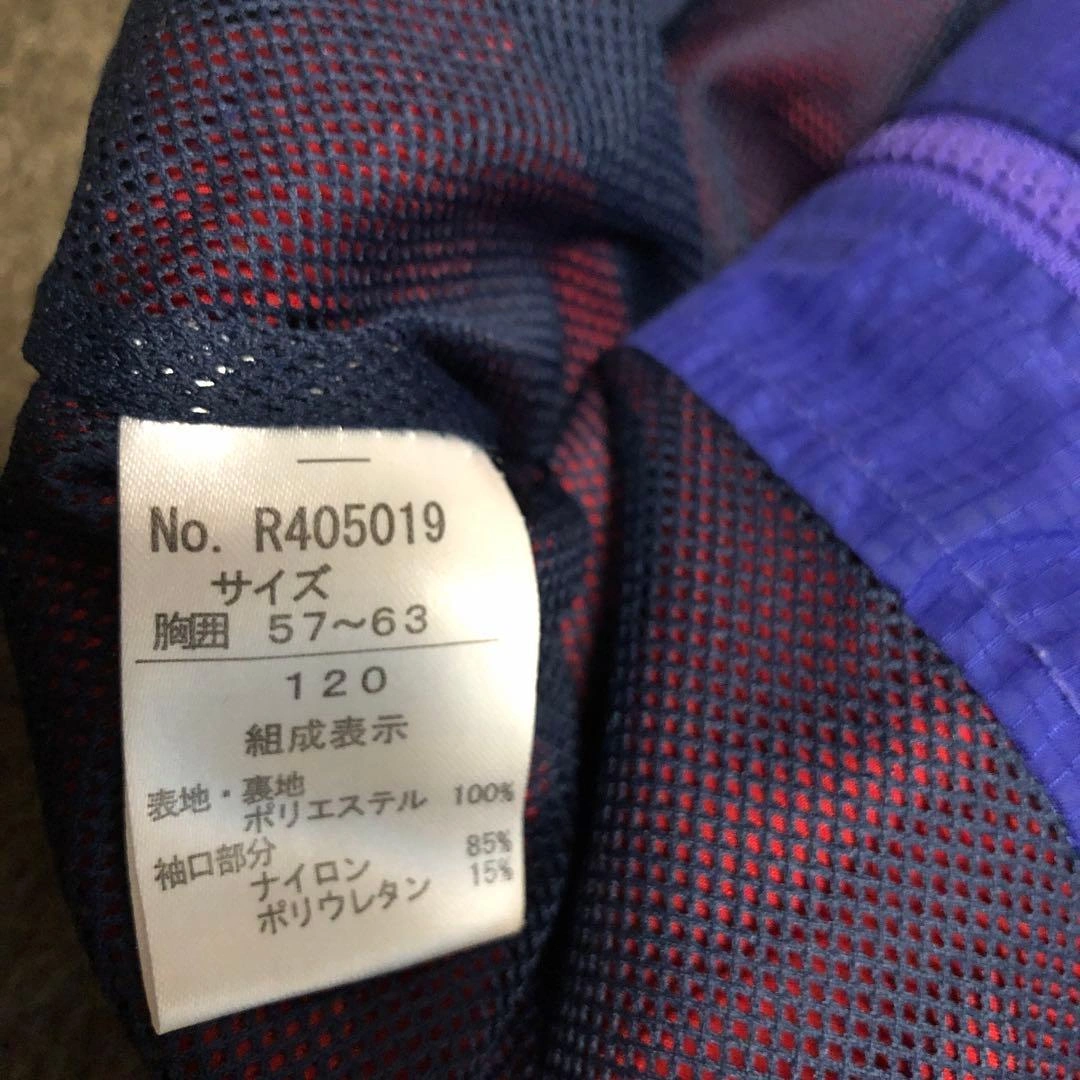 No. R405019
サイズ
胸囲 57～63
120
組成表示
表地・裏地
ポリエステル 100%
袖口部分
ナイロン 85%
ポリウレタン 15%